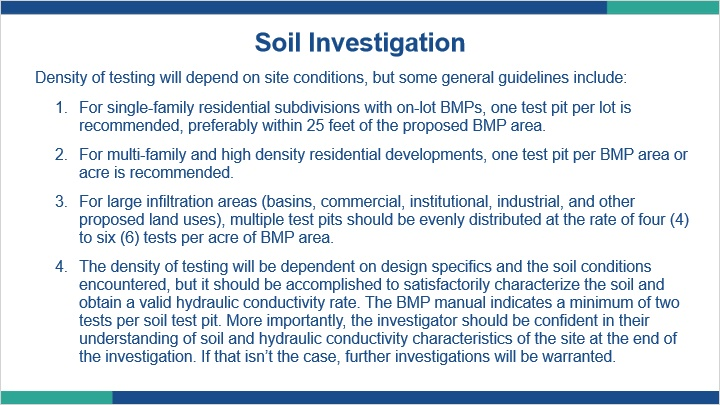 Soil Investigation
Density of testing will depend on site conditions, but some general guidelines include:
1. For single-family residential subdivisions with on-lot BMPs, one test pit per lot is
recommended, preferably within 25 feet of the proposed BMP area.
2. For multi-family and high density residential developments, one test pit per BMP area or
acre is recommended.
3. For large infiltration areas (basins, commercial, institutional, industrial, and other
proposed land uses), multiple test pits should be evenly distributed at the rate of four (4)
to six (6) tests per acre of BMP area.
4. The density of testing will be dependent on design specifics and the soil conditions
encountered, but it should be accomplished to satisfactorily characterize the soil and
obtain a valid hydraulic conductivity rate. The BMP manual indicates a minimum of two
tests per soil test pit. More importantly, the investigator should be confident in their
understanding of soil and hydraulic conductivity characteristics of the site at the end of
the investigation. If that isn't the case, further investigations will be warranted.